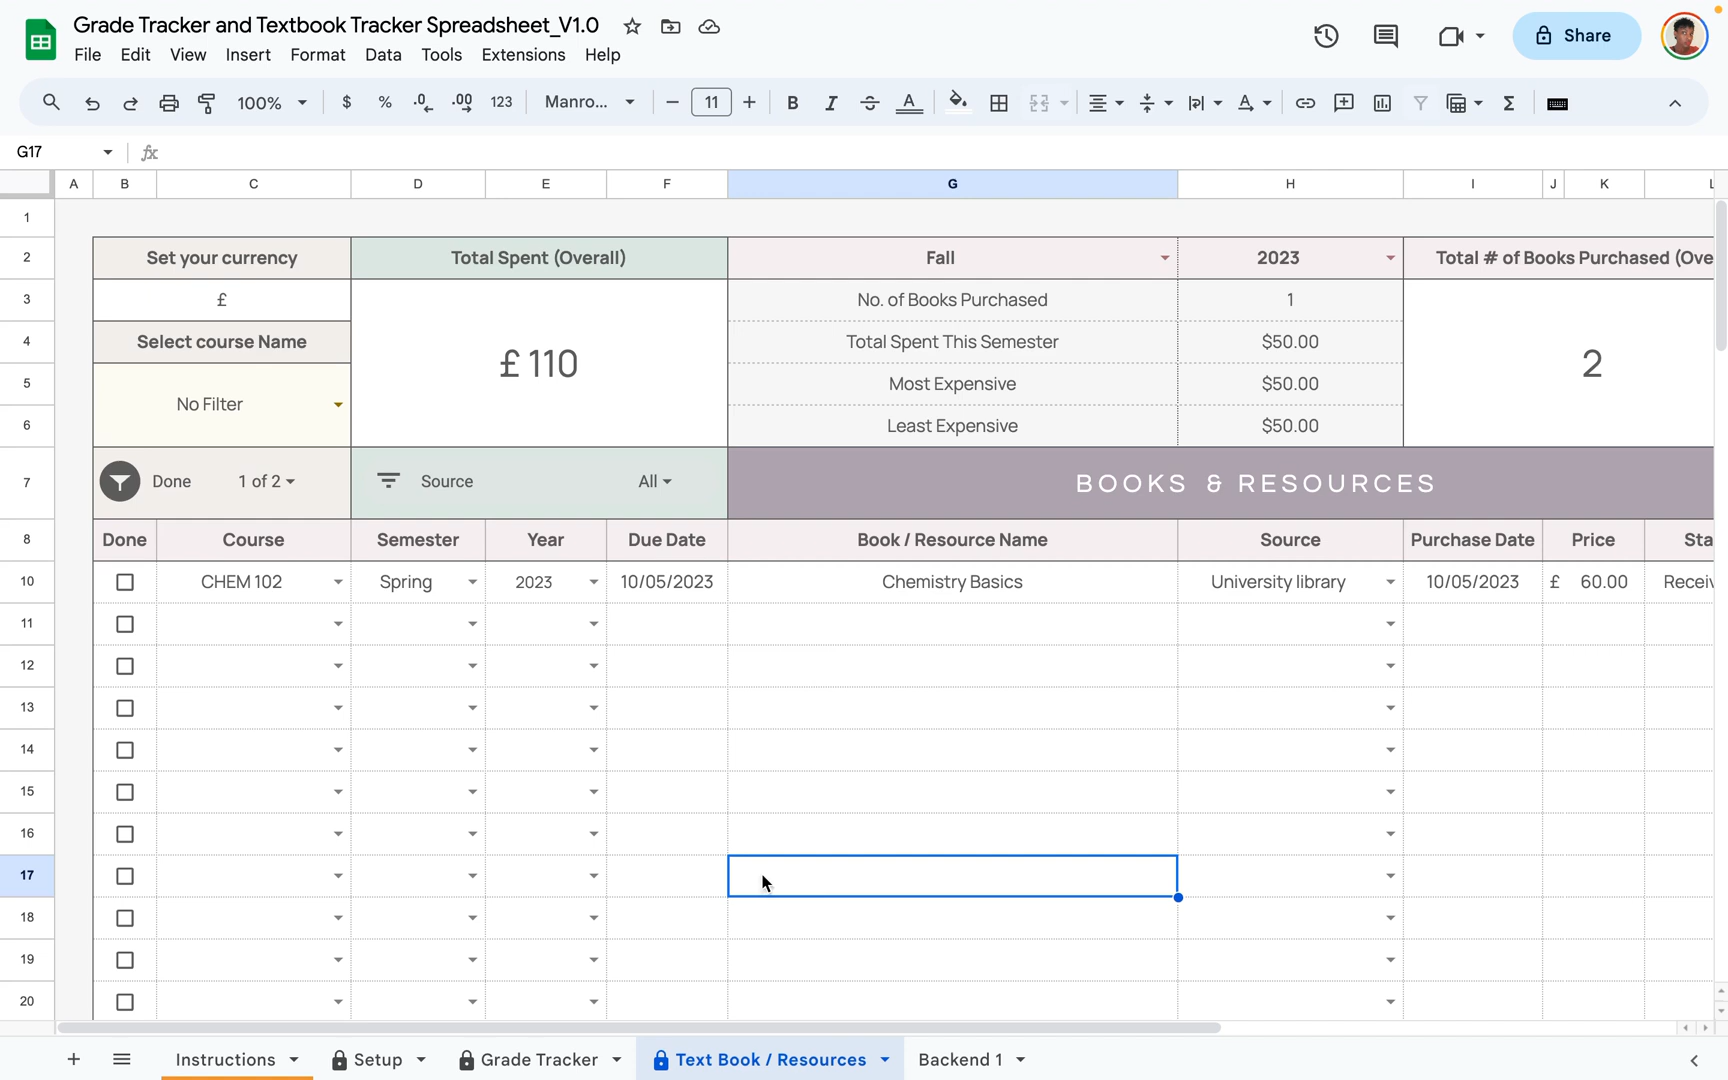 Grade Tracker and Textbook Tracker Spreadsheet_V1.0
File Edit View Insert Format Data Tools Extensions Help
Share
100% $ % .0 .00 123 Manro... 11 B I A
G17 fx
A B C D E F G H I J K L
1
2 Set your currency Total Spent (Overall) Fall 2023 Total # of Books Purchased (Ove
3 £ No. of Books Purchased 1
4 Select course Name £ 110 Total Spent This Semester $50.00 2
5 No Filter Most Expensive $50.00
6 Least Expensive $50.00
7 Done 1 of 2 Source All BOOKS & RESOURCES
8 Done Course Semester Year Due Date Book / Resource Name Source Purchase Date Price Sta
10 CHEM 102 Spring 2023 10/05/2023 Chemistry Basics University library 10/05/2023 £ 60.00 Receiv
11
12
13
14
15
16
17
18
19
20
Instructions Setup Grade Tracker Text Book / Resources Backend 1